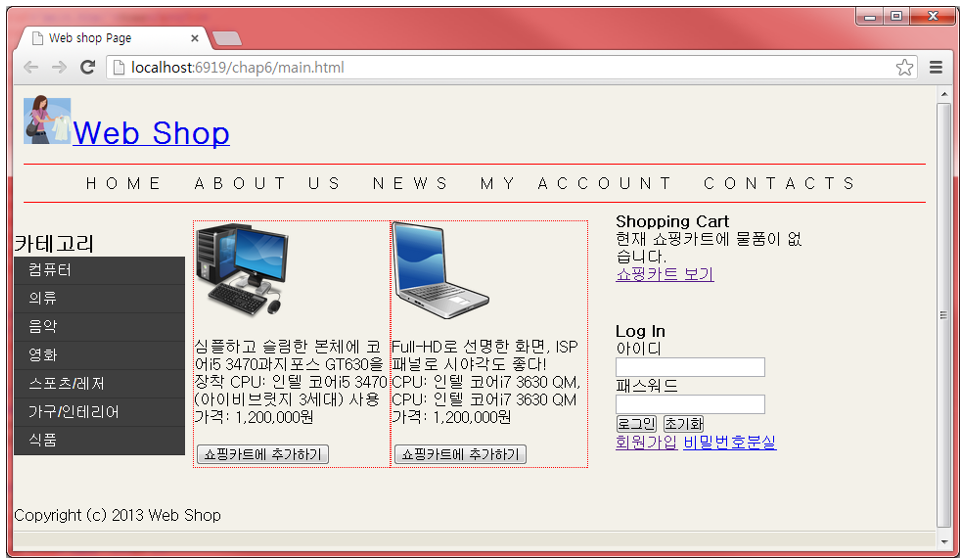 Web shop Page
localhost:6919/chap6/main.html
Web Shop
HOME ABOUT US NEWS MY ACCOUNT CONTACTS
카테고리
컴퓨터
의류
음악
영화
스포츠/레저
가구/인테리어
식품
심플하고 슬림한 본체에 코
어i5 3470과지포스 GT630을
장착 CPU: 인텔 코어i5 3470
(아이비브릿지 3세대) 사용
가격: 1,200,000원
쇼핑카트에 추가하기
Full-HD로 선명한 화면, ISP
패널로 시야각도 좋다!
CPU: 인텔 코어i7 3630 QM,
CPU: 인텔 코어i7 3630 QM
가격: 1,200,000원
쇼핑카트에 추가하기
Shopping Cart
현재 쇼핑카트에 물품이 없
습니다.
쇼핑카트 보기
Log In
아이디
패스워드
로그인 초기화
회원가입 비밀번호분실
Copyright (c) 2013 Web Shop